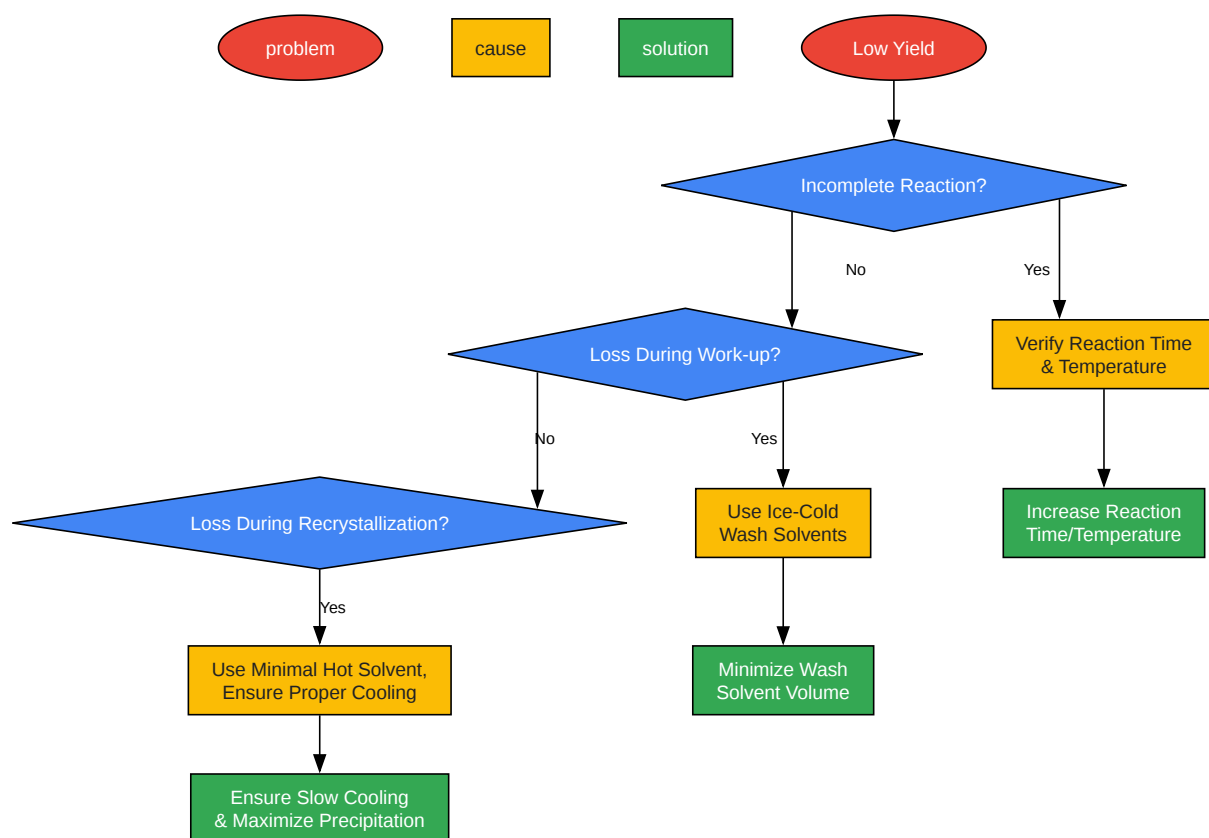 problem
cause
solution
Low Yield
Incomplete Reaction?
No
Yes
Loss During Work-up?
Verify Reaction Time
& Temperature
No
Yes
Loss During Recrystallization?
Use Ice-Cold
Wash Solvents
Increase Reaction
Time/Temperature
Yes
Use Minimal Hot Solvent,
Ensure Proper Cooling
Minimize Wash
Solvent Volume
Ensure Slow Cooling
& Maximize Precipitation